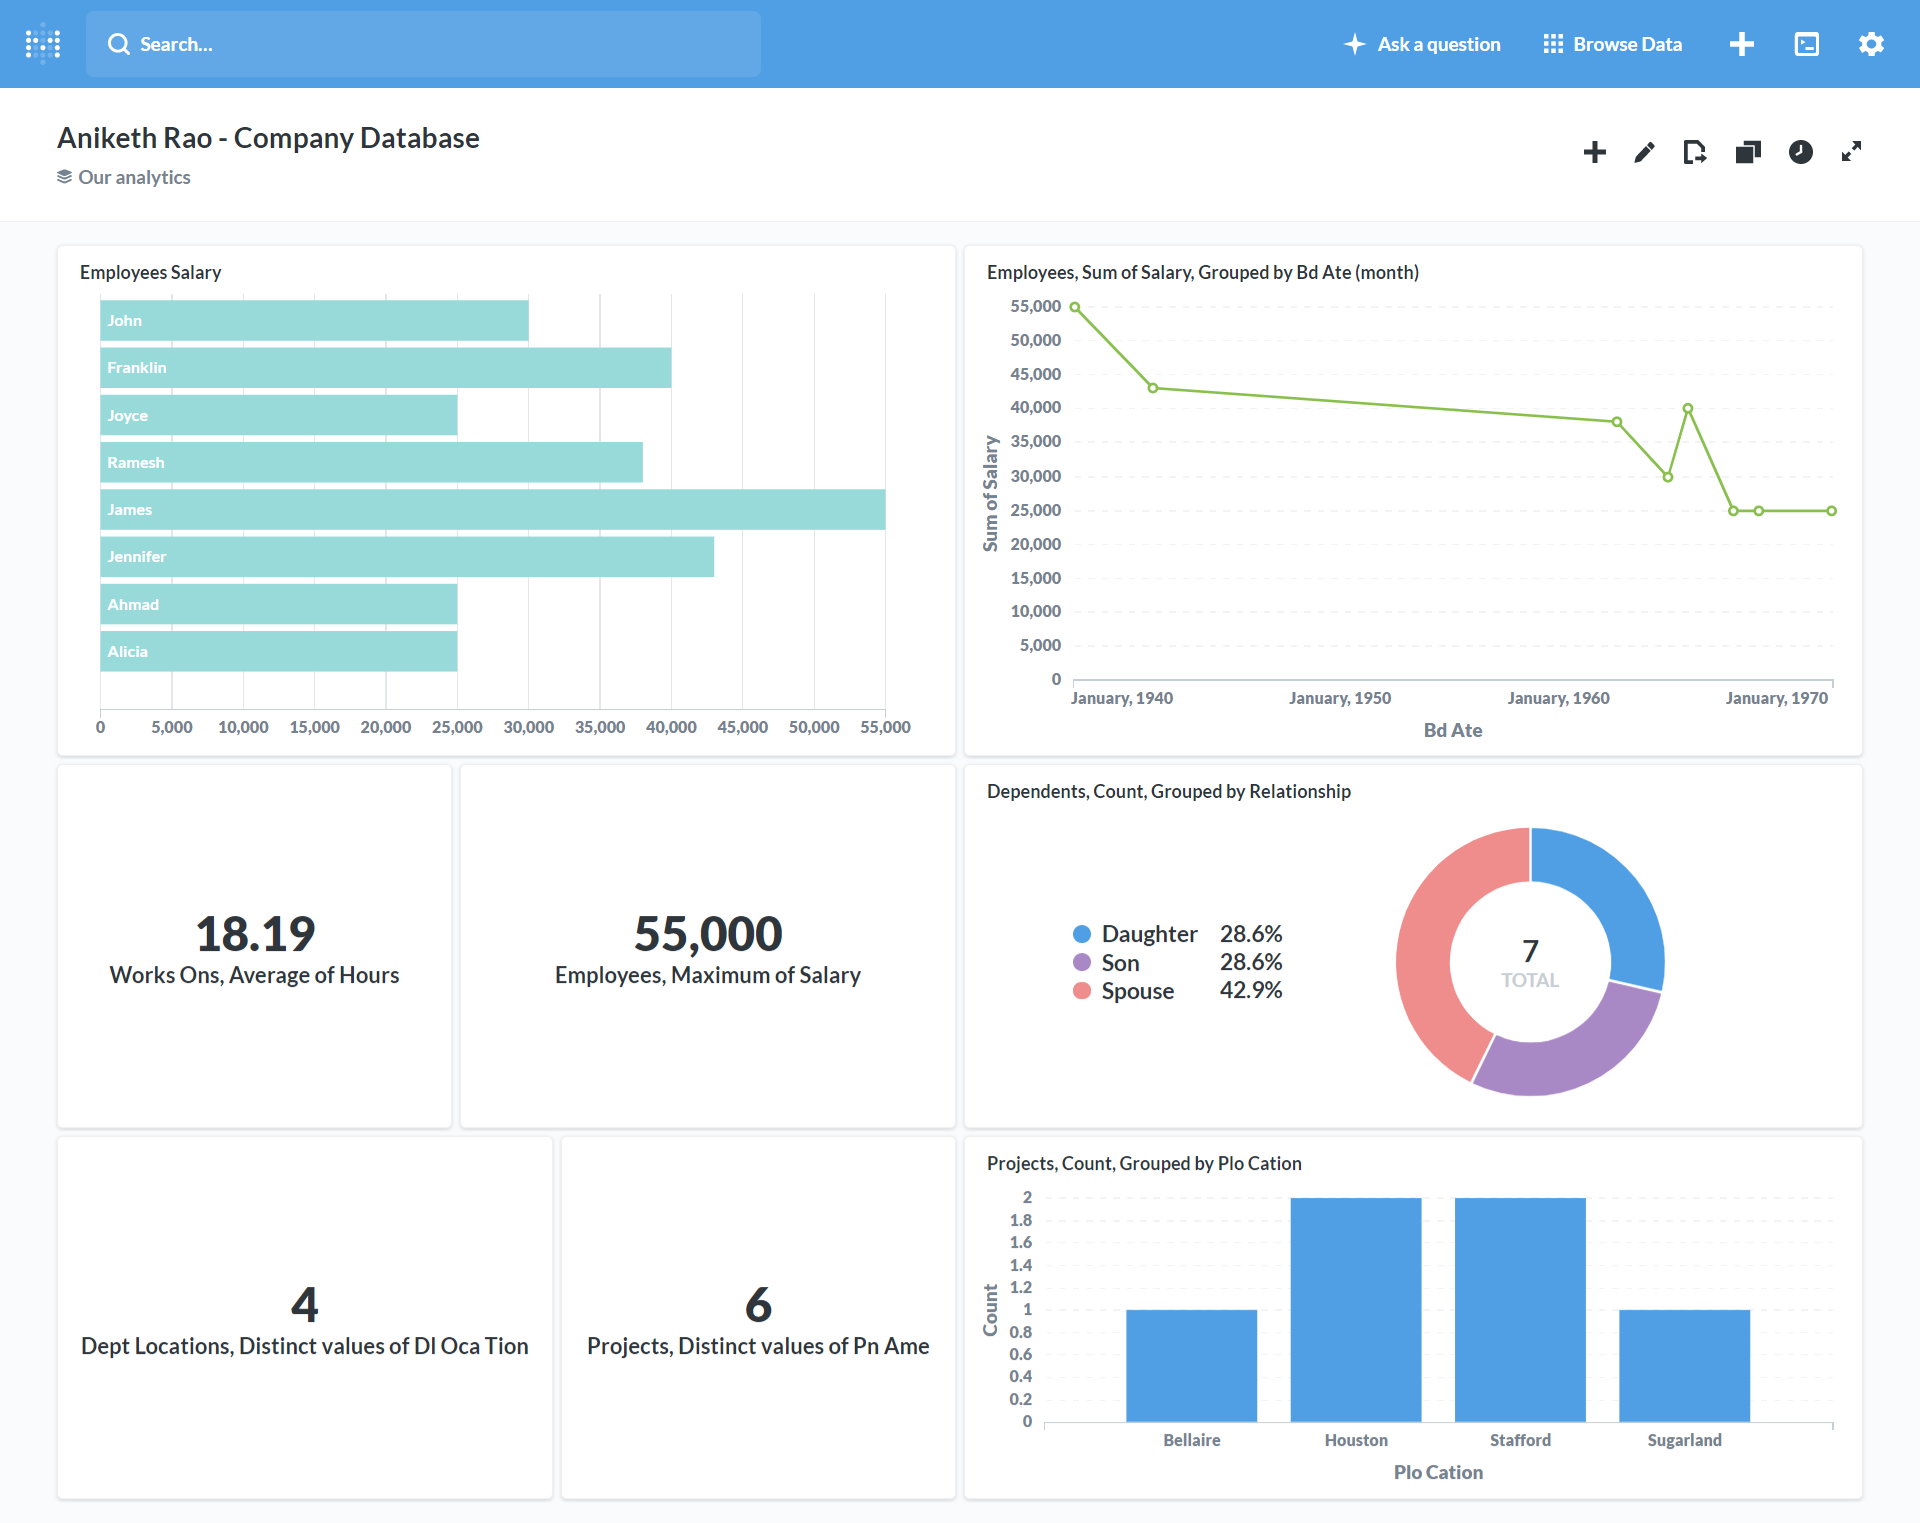 Search...
Ask a question
Browse Data
Aniketh Rao - Company Database
Our analytics
Employees Salary
John
Franklin
Joyce
Ramesh
James
Jennifer
Ahmad
Alicia
0 5,000 10,000 15,000 20,000 25,000 30,000 35,000 40,000 45,000 50,000 55,000
Employees, Sum of Salary, Grouped by Bd Ate (month)
Sum of Salary
55,000
50,000
45,000
40,000
35,000
30,000
25,000
20,000
15,000
10,000
5,000
0
January, 1940 January, 1950 January, 1960 January, 1970
Bd Ate
18.19
Works Ons, Average of Hours
55,000
Employees, Maximum of Salary
Dependents, Count, Grouped by Relationship
Daughter 28.6%
Son 28.6%
Spouse 42.9%
7
TOTAL
4
Dept Locations, Distinct values of Dl Oca Tion
6
Projects, Distinct values of Pn Ame
Projects, Count, Grouped by Plo Cation
Count
2
1.8
1.6
1.4
1.2
1
0.8
0.6
0.4
0.2
0
Bellaire Houston Stafford Sugarland
Plo Cation